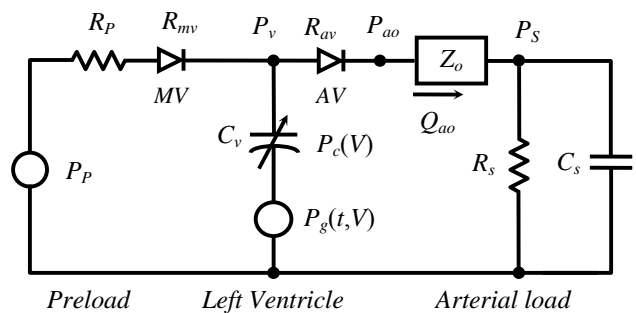 R_P R_mv P_v R_av P_ao P_S
MV AV Z_o
Q_ao
C_v P_c(V)
R_s C_s
P_P
P_g(t,V)
Preload Left Ventricle Arterial load